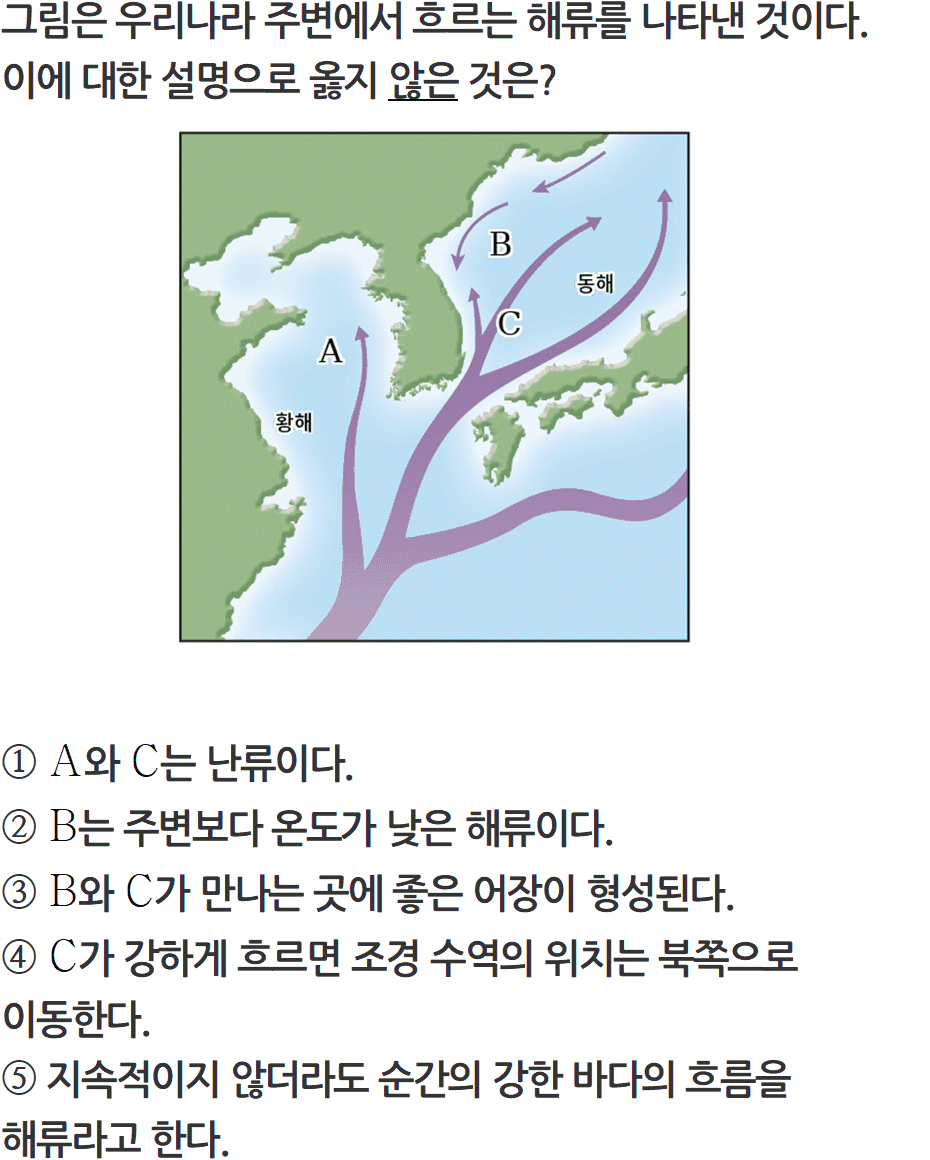 그림은 우리나라 주변에서 흐르는 해류를 나타낸 것이다.
이에 대한 설명으로 옳지 않은 것은?
B
동해
C
A
황해
① A와 C는 난류이다.
② B는 주변보다 온도가 낮은 해류이다.
③ B와 C가 만나는 곳에 좋은 어장이 형성된다.
④ C가 강하게 흐르면 조경 수역의 위치는 북쪽으로
이동한다.
⑤ 지속적이지 않더라도 순간의 강한 바다의 흐름을
해류라고 한다.